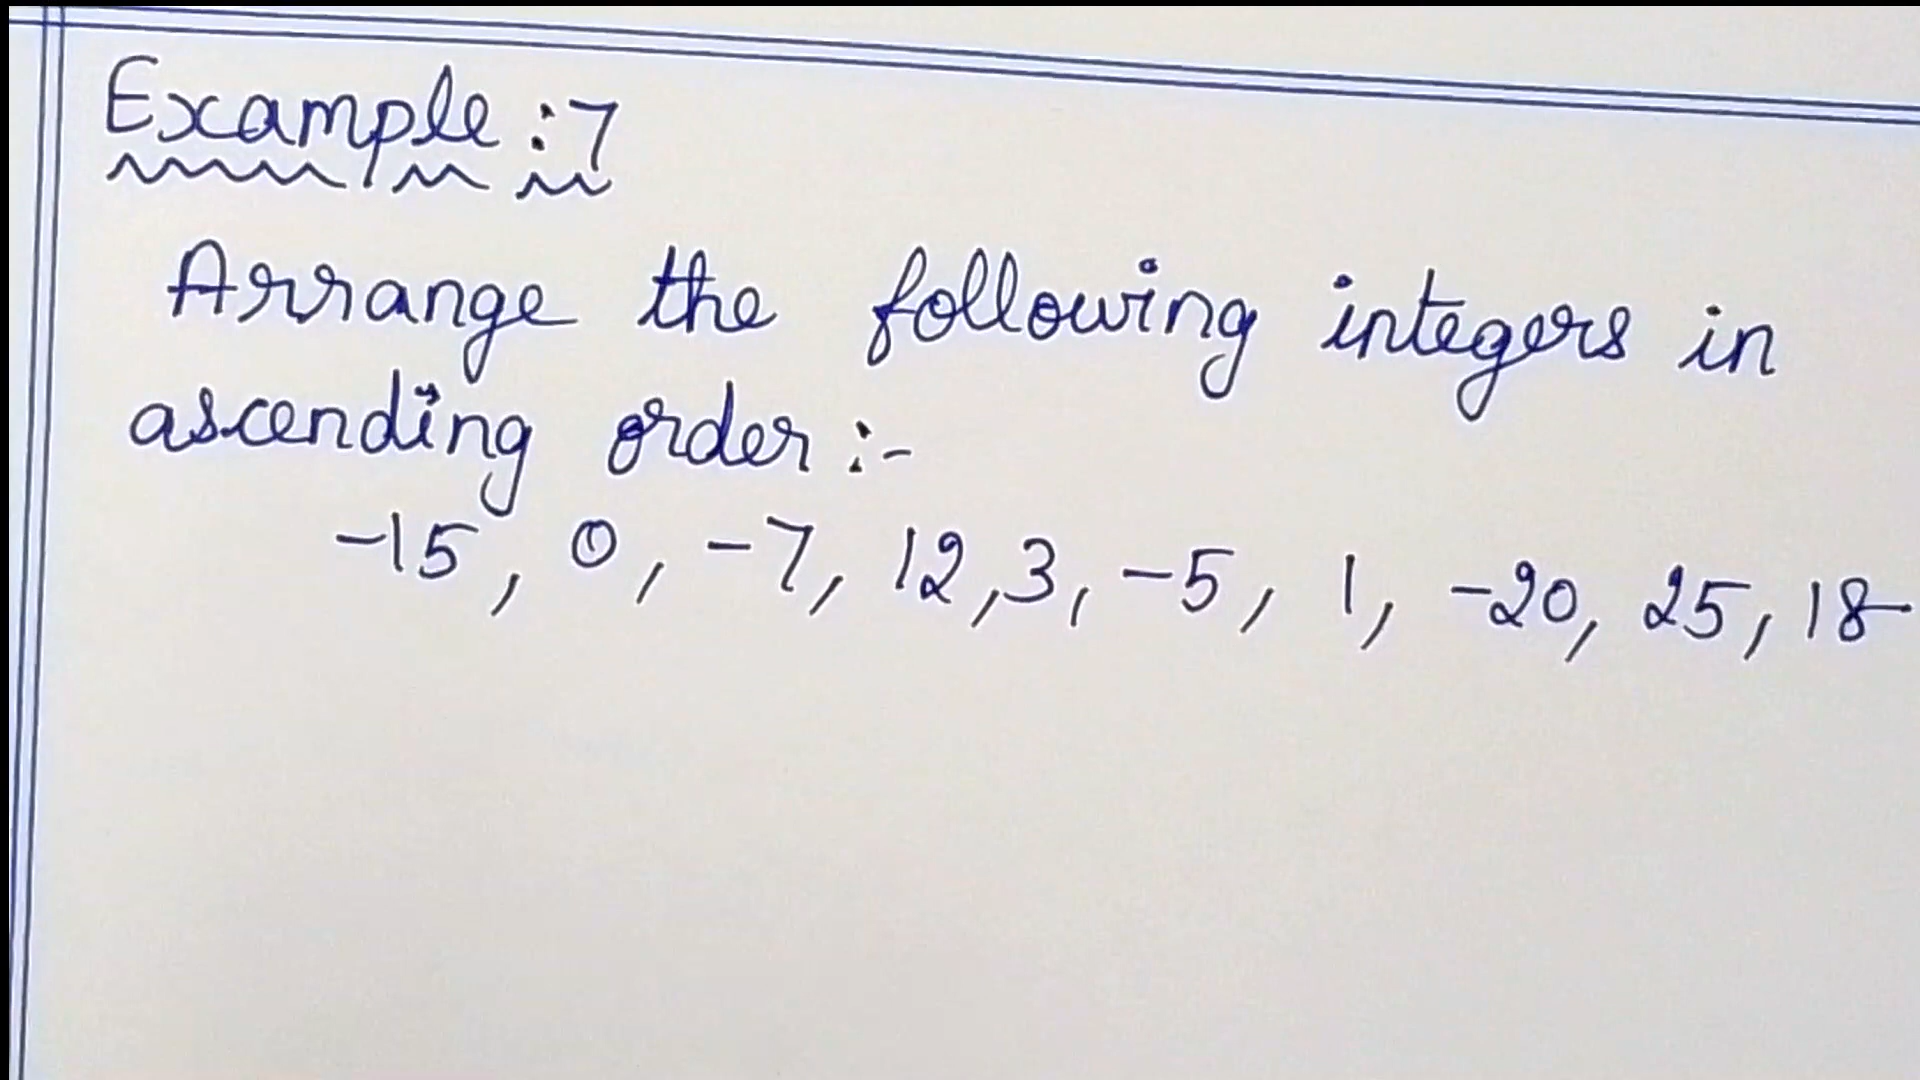 Example:7
Arrange the following integers in
ascending order:-
-15, 0, -7, 12, 3, -5, 1, -20, 25, 18